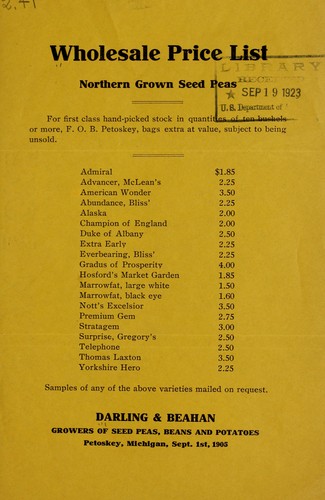 2.41
Wholesale Price List
Northern Grown Seed Peas
LIBRARY
RECEIVED
★ SEP 19 1923
U. S. Department of
For first class hand-picked stock in quantities of ten bushels
or more, F. O. B. Petoskey, bags extra at value, subject to being
unsold.
Admiral $1.85
Advancer, McLean's 2.25
American Wonder 3.50
Abundance, Bliss' 2.25
Alaska 2.00
Champion of England 2.00
Duke of Albany 2.50
Extra Early 2.25
Everbearing, Bliss' 2.25
Gradus of Prosperity 4.00
Hosford's Market Garden 1.85
Marrowfat, large white 1.50
Marrowfat, black eye 1.60
Nott's Excelsior 3.50
Premium Gem 2.75
Stratagem 3.00
Surprise, Gregory's 2.50
Telephone 2.50
Thomas Laxton 3.50
Yorkshire Hero 2.25
Samples of any of the above varieties mailed on request.
DARLING & BEAHAN
GROWERS OF SEED PEAS, BEANS AND POTATOES
Petoskey, Michigan, Sept. 1st, 1905